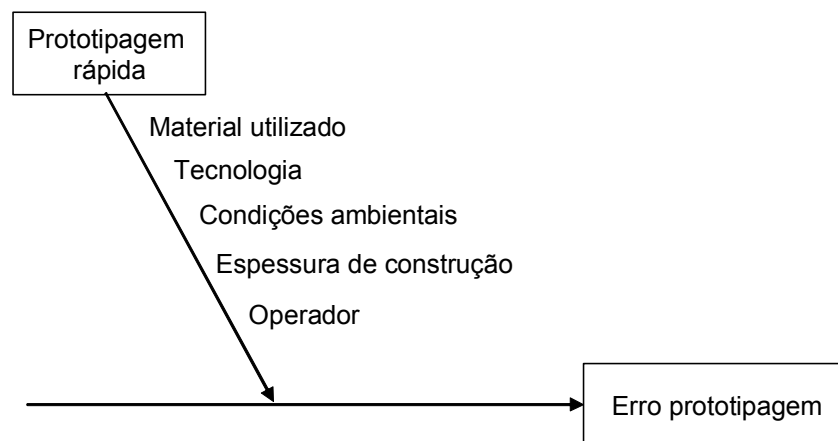 Prototipagem
rápida
Material utilizado
Tecnologia
Condições ambientais
Espessura de construção
Operador
Erro prototipagem